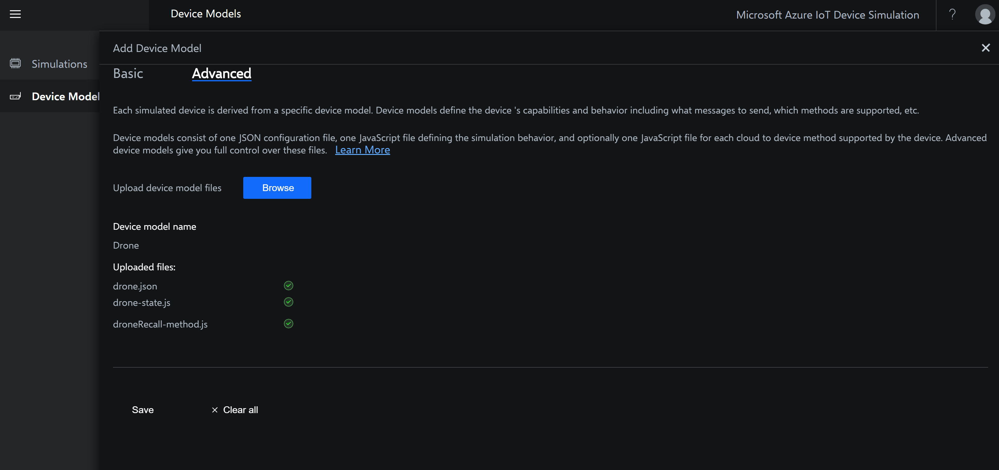 Device Models
Microsoft Azure IoT Device Simulation
?
Add Device Model
Simulations
Basic
Advanced
Device Model
Each simulated device is derived from a specific device model. Device models define the device 's capabilities and behavior including what messages to send, which methods are supported, etc.
Device models consist of one JSON configuration file, one JavaScript file defining the simulation behavior, and optionally one JavaScript file for each cloud to device method supported by the device. Advanced
device models give you full control over these files. Learn More
Upload device model files
Browse
Device model name
Drone
Uploaded files:
drone.json
drone-state.js
droneRecall-method.js
Save
Clear all